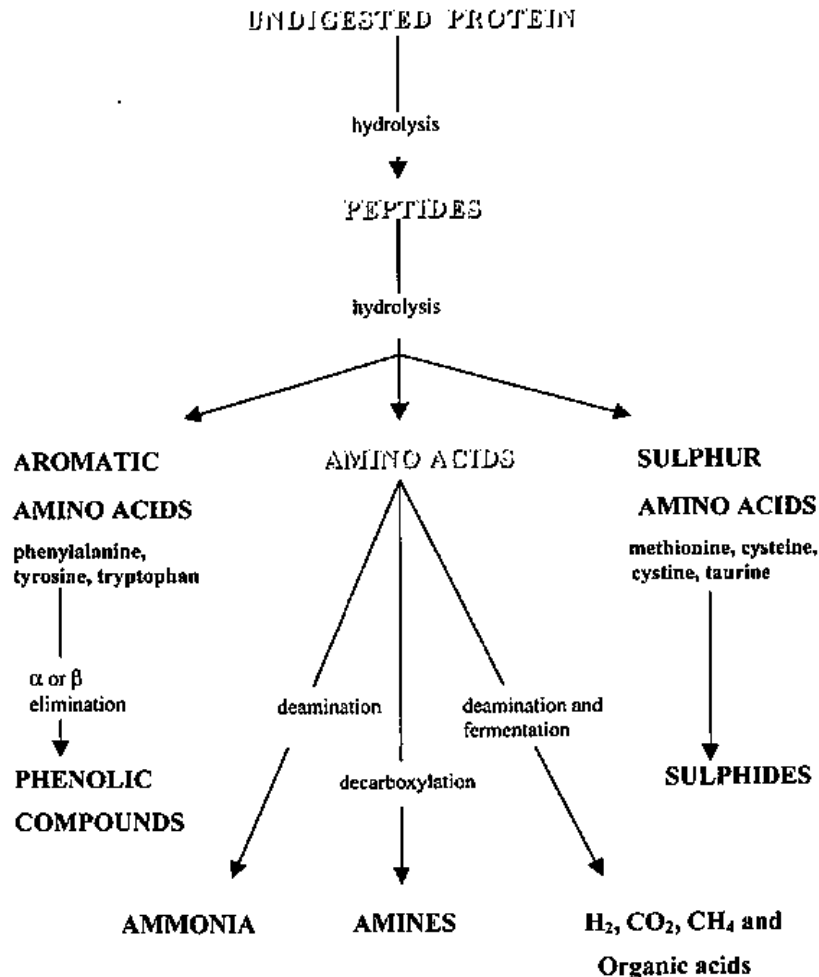 UNDIGESTED PROTEIN
hydrolysis
PEPTIDES
hydrolysis
AROMATIC
AMINO ACIDS
phenylalanine,
tyrosine, tryptophan
AMINO ACIDS
SULPHUR
AMINO ACIDS
methionine, cysteine,
cystine, taurine
α or β
elimination
deamination
deamination and
fermentation
decarboxylation
PHENOLIC
COMPOUNDS
SULPHIDES
AMMONIA
AMINES
H₂, CO₂, CH₄ and
Organic acids